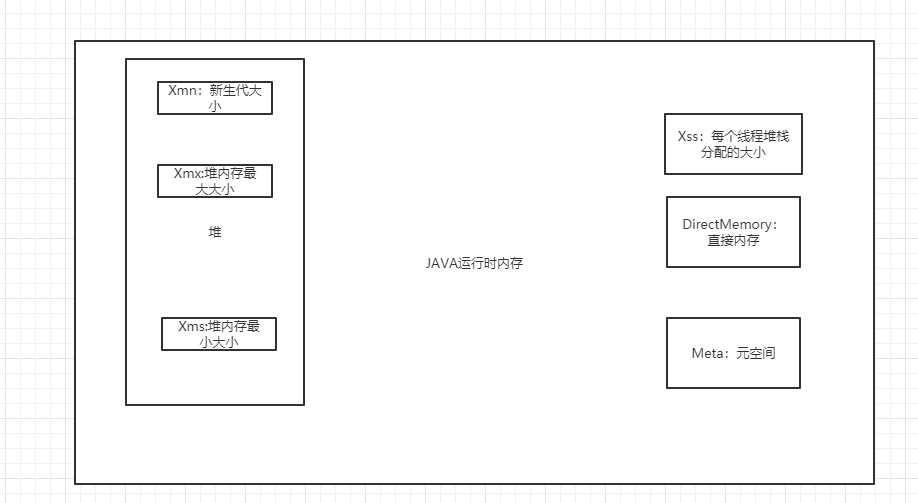 Xmn：新生代大
小
Xmx:堆内存最
大大小
堆
Xms:堆内存最
小大小
JAVA运行时内存
Xss：每个线程堆栈
分配的大小
DirectMemory：
直接内存
Meta：元空间